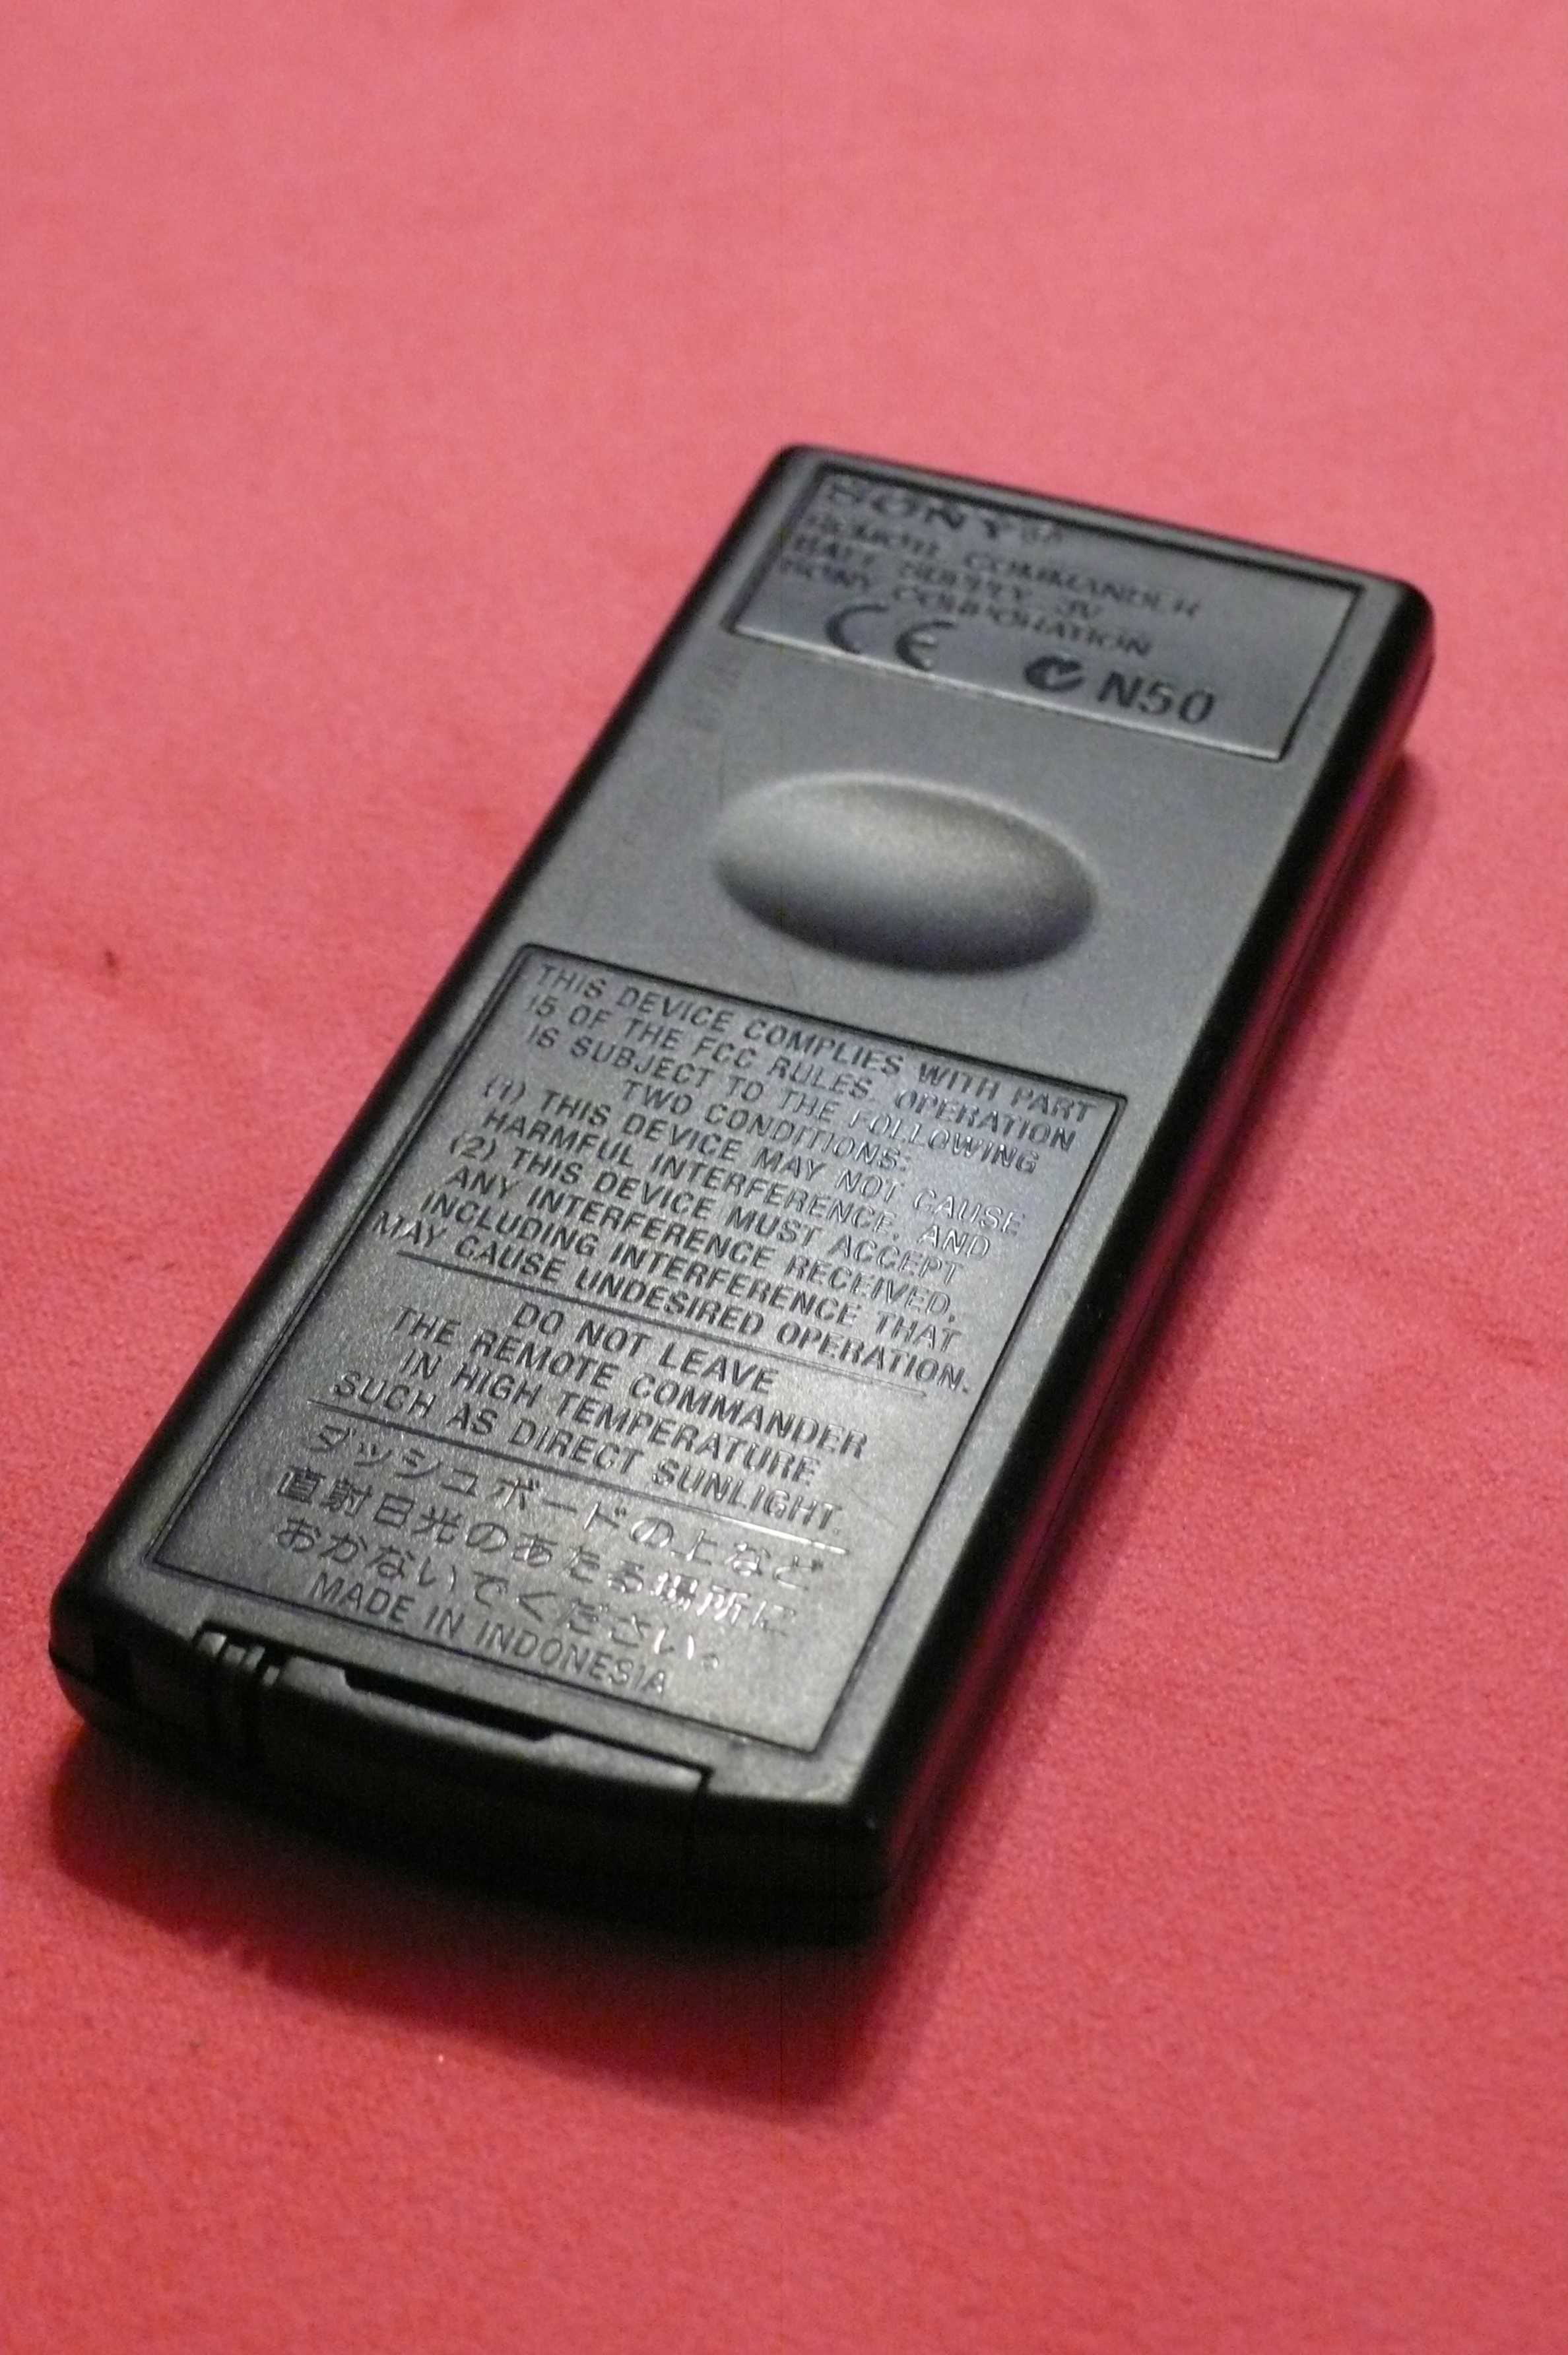 SONY
REMOTE COMMANDER
BATT SUPPLY 3V
SONY CORPORATION
CE N50
THIS DEVICE COMPLIES WITH PART
15 OF THE FCC RULES. OPERATION
IS SUBJECT TO THE FOLLOWING
TWO CONDITIONS:
(1) THIS DEVICE MAY NOT CAUSE
HARMFUL INTERFERENCE, AND
(2) THIS DEVICE MUST ACCEPT
ANY INTERFERENCE RECEIVED,
INCLUDING INTERFERENCE THAT
MAY CAUSE UNDESIRED OPERATION.
DO NOT LEAVE
THE REMOTE COMMANDER
IN HIGH TEMPERATURE
SUCH AS DIRECT SUNLIGHT.
ダッシュボードの上など
直射日光のあたる場所に
おかないでください。
MADE IN INDONESIA